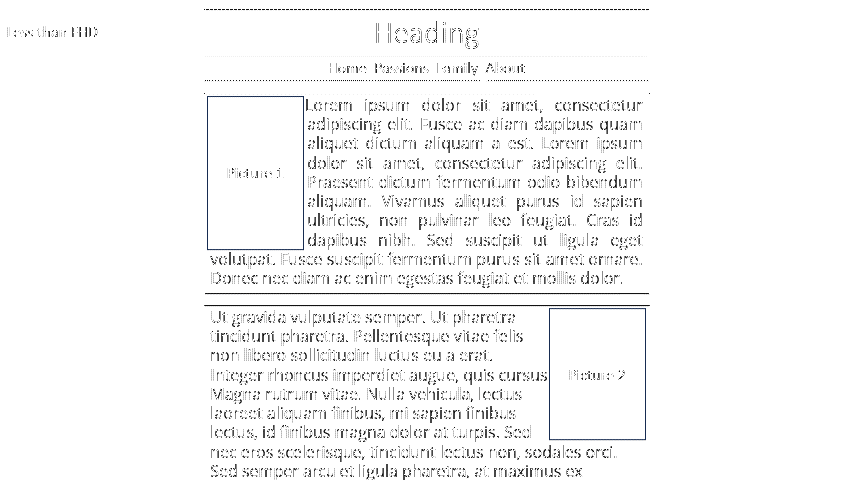 Less than FHD
Heading
Home Passions Family About
Lorem ipsum dolor sit amet, consectetur
adipiscing elit. Fusce ac diam dapibus quam
aliquet dictum aliquam a est. Lorem ipsum
dolor sit amet, consectetur adipiscing elit.
Praesent dictum fermentum odio bibendum
aliquam. Vivamus aliquet purus id sapien
ultricies, non pulvinar leo feugiat. Cras id
dapibus nibh. Sed suscipit ut ligula eget
volutpat. Fusce suscipit fermentum purus sit amet ornare.
Donec nec diam ac enim egestas feugiat et mollis dolor.
Picture 1
Ut gravida vulputate semper. Ut pharetra
tincidunt pharetra. Pellentesque vitae felis
non libero sollicitudin luctus eu a erat.
Integer rhoncus imperdiet augue, quis cursus
Magna rutrum vitae. Nulla vehicula, lectus
laoreet aliquam finibus, mi sapien finibus
lectus, id finibus magna dolor at turpis. Sed
nec eros scelerisque, tincidunt lectus non, sodales orci.
Sed semper arcu et ligula pharetra, at maximus ex
Picture 2